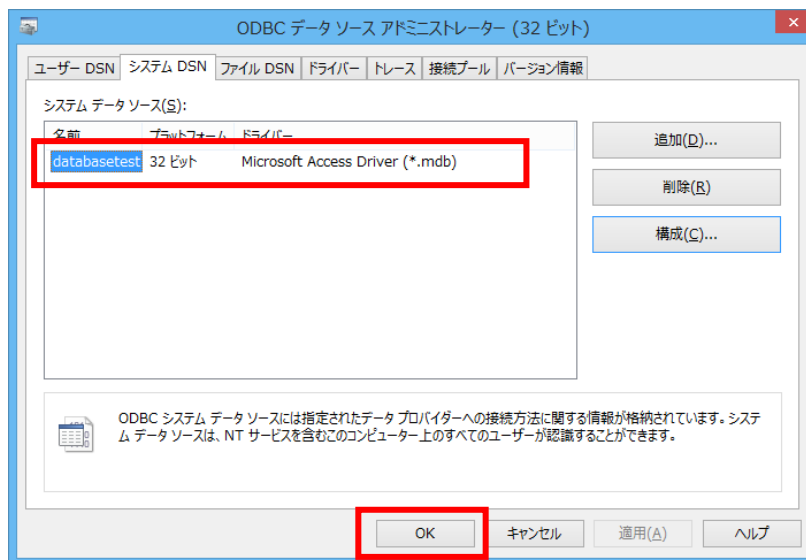 ODBC データ ソース アドミニストレーター (32 ビット)
ユーザー DSN システム DSN ファイル DSN ドライバー トレース 接続プール バージョン情報
システム データ ソース(S):
名前 プラットフォーム ドライバー
databasetest 32 ビット Microsoft Access Driver (*.mdb)
追加(D)...
削除(R)
構成(C)...
ODBC システム データ ソースには指定されたデータ プロバイダーへの接続方法に関する情報が格納されています。システ
ム データ ソースは、NT サービスを含むこのコンピューター上のすべてのユーザーが認識することができます。
OK キャンセル 適用(A) ヘルプ